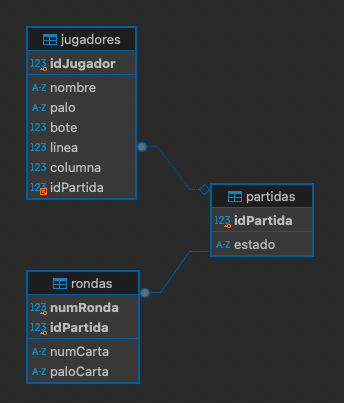 jugadores
123 idJugador
A-Z nombre
A-Z palo
123 bote
123 linea
123 columna
123 idPartida
partidas
123 idPartida
A-Z estado
rondas
123 numRonda
123 idPartida
A-Z numCarta
A-Z paloCarta